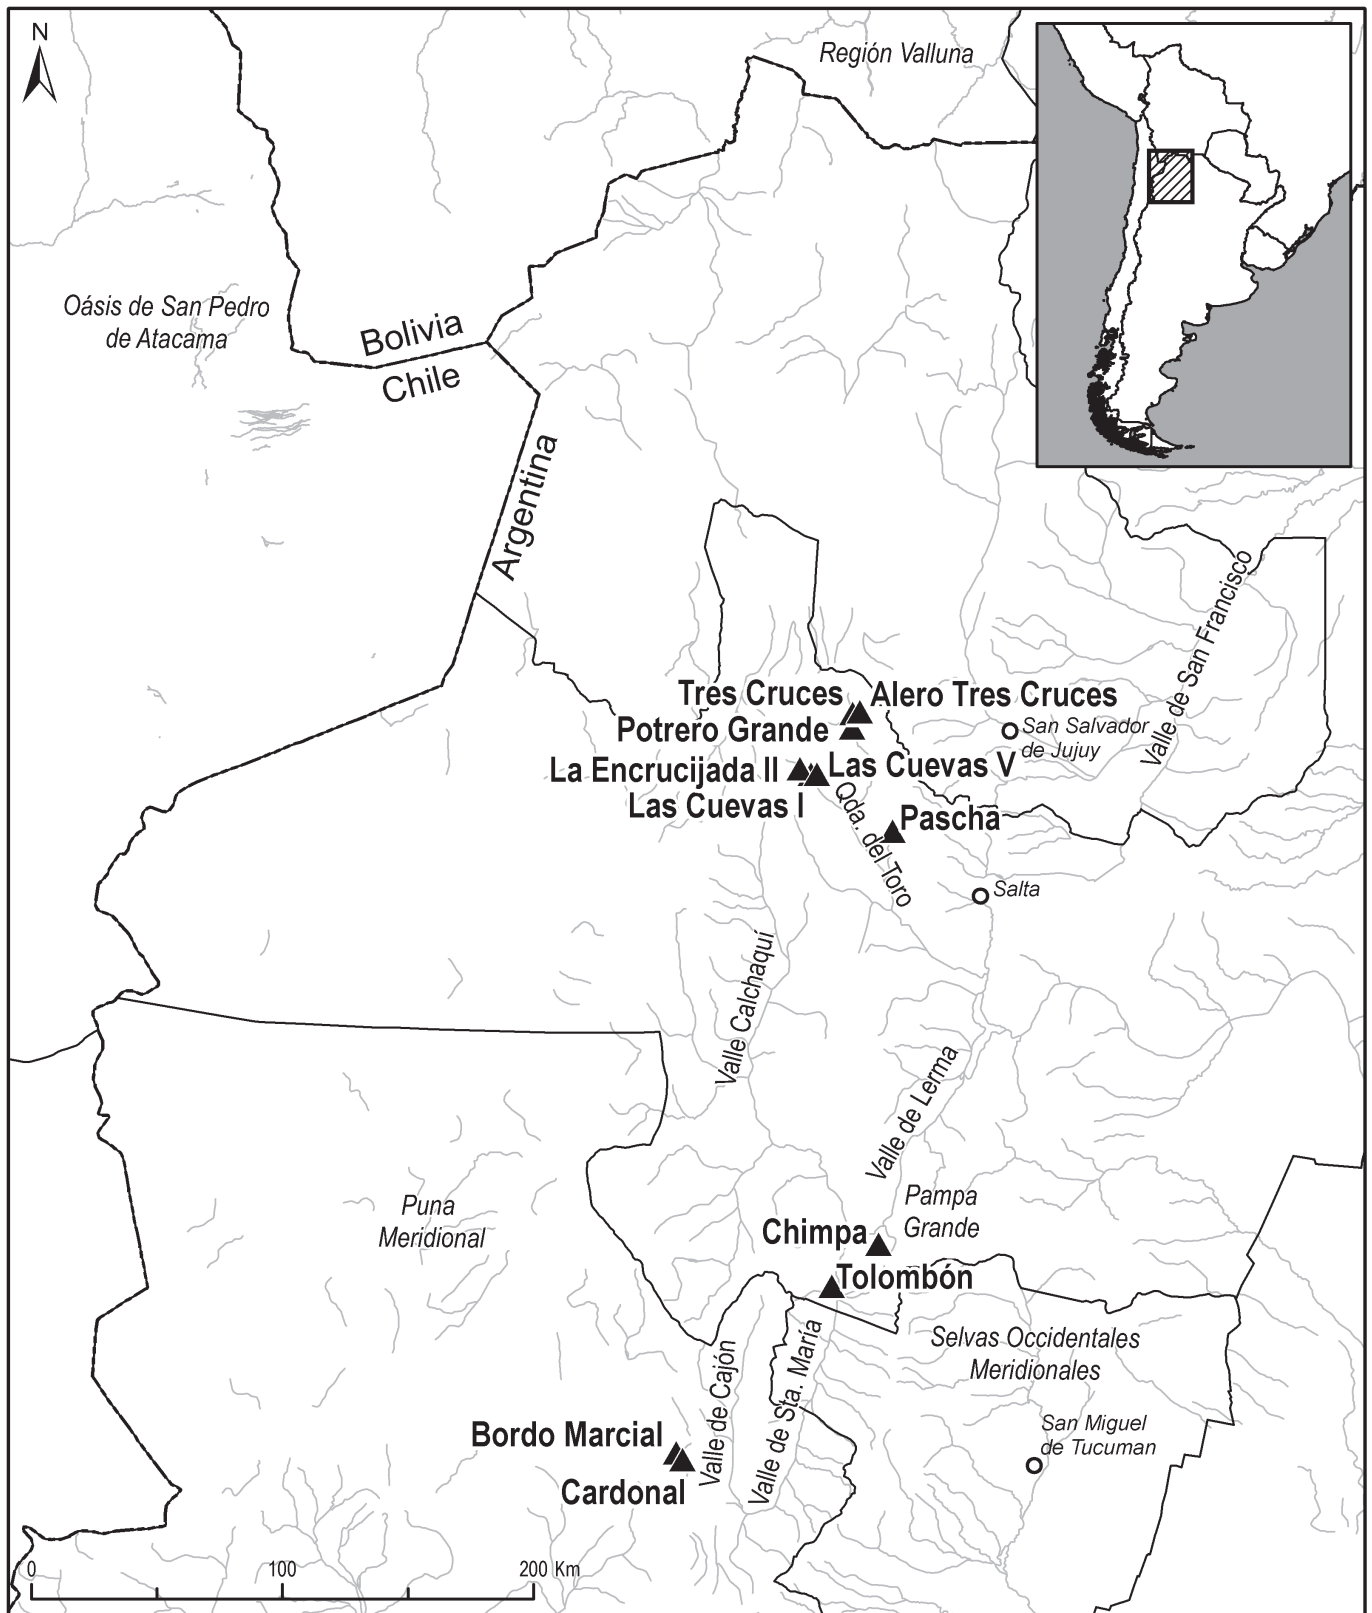 N
Región Valluna
Oásis de San Pedro
de Atacama
Bolivia
Chile
Argentina
Valle de San Francisco
Tres Cruces
Alero Tres Cruces
Potrero Grande
San Salvador
de Jujuy
La Encrucijada II
Las Cuevas V
Las Cuevas I
Qda. del Toro
Pascha
Salta
Valle Calchaquí
Valle de Lerma
Puna
Meridional
Pampa
Grande
Chimpa
Tolombón
Selvas Occidentales
Meridionales
Valle de Cajón
Valle de Sta. María
Bordo Marcial
Cardonal
San Miguel
de Tucuman
0
100
200 Km